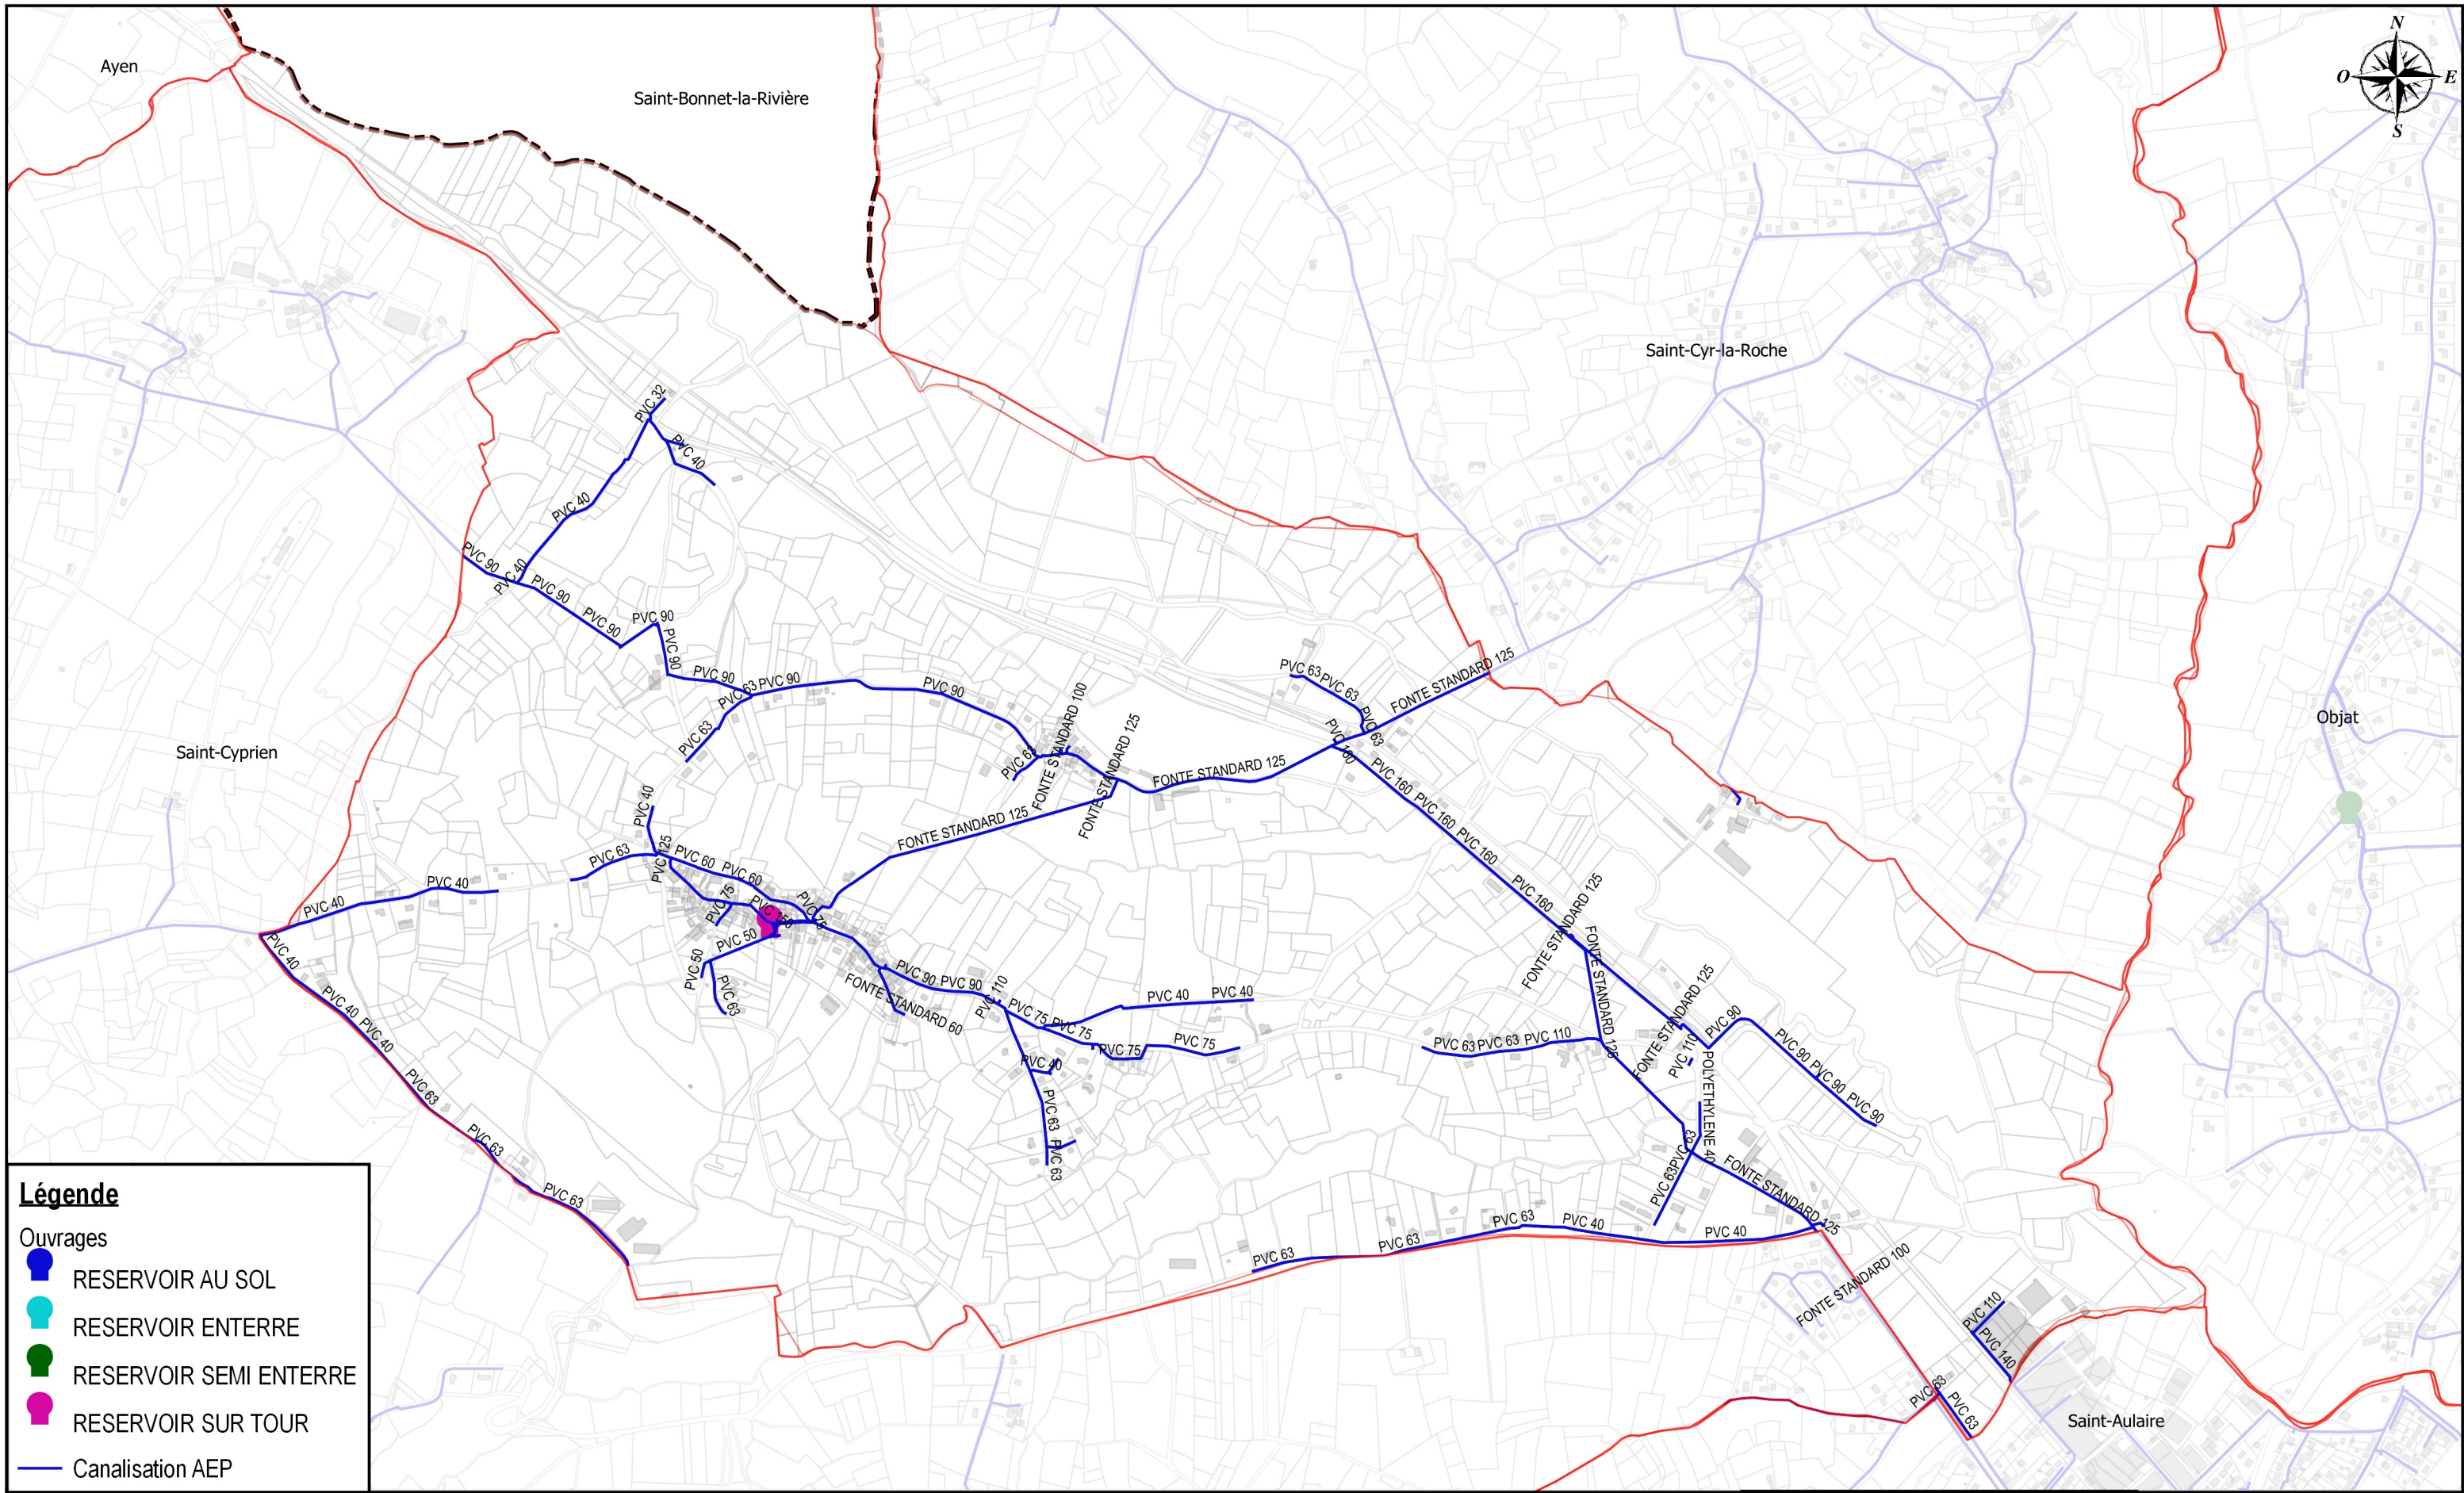 N
Ayen
O
E
Saint-Bonnet-la-Rivière
S
Saint-Cyr-la-Roche
PVC 32
PVC 40
PVC 40
PVC 90
PVC 40
PVC 90
PVC 90
PVC 90
PVC 90
PVC 90
PVC 63
PVC 90
PVC 90
PVC 63
PVC 63
PVC 63
PVC 63
FONTE STANDARD 125
FONTE STANDARD 100
PVC 63
FONTE STANDARD 125
PVC 160
Objat
Saint-Cyprien
PVC 63
FONTE STANDARD 125
PVC 160
PVC 160
PVC 160
PVC 160
FONTE STANDARD 125
PVC 40
PVC 63
PVC 125
PVC 60
PVC 60
PVC 75
PVC 150
PVC 75
PVC 40
PVC 40
PVC 50
PVC 50
PVC 63
FONTE STANDARD 60
PVC 90
PVC 90
PVC 110
PVC 75
PVC 75
PVC 40
PVC 40
PVC 75
PVC 75
PVC 40
PVC 63
PVC 63
FONTE STANDARD 125
FONTE STANDARD 125
FONTE STANDARD 125
PVC 63
PVC 63
PVC 110
PVC 110
PVC 90
PVC 90
PVC 90
PVC 90
POLYETHYLENE 40
PVC 63
PVC 63
FONTE STANDARD 125
PVC 40
PVC 40
PVC 40
PVC 63
PVC 63
PVC 63
PVC 63
PVC 63
PVC 63
PVC 40
PVC 40
FONTE STANDARD 100
PVC 110
PVC 140
PVC 63
PVC 63
Saint-Aulaire
Légende
Ouvrages
RESERVOIR AU SOL
RESERVOIR ENTERRE
RESERVOIR SEMI ENTERRE
RESERVOIR SUR TOUR
Canalisation AEP